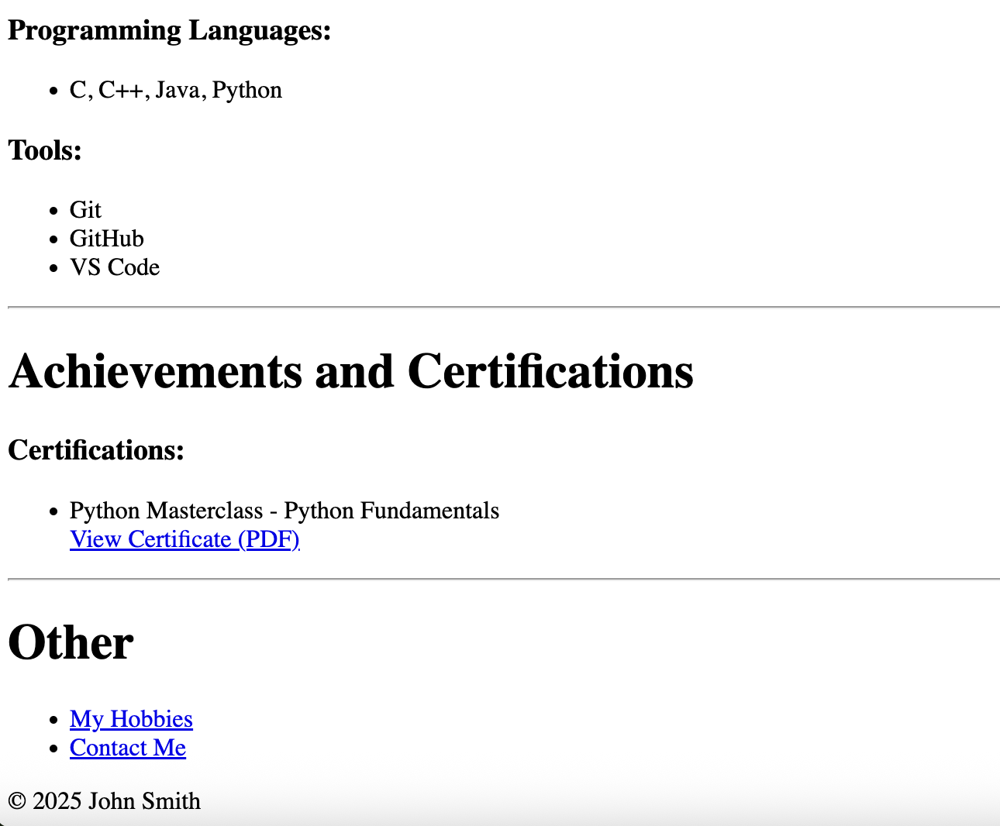 Programming Languages:
• C, C++, Java, Python
Tools:
• Git
• GitHub
• VS Code
Achievements and Certifications
Certifications:
• Python Masterclass - Python Fundamentals
View Certificate (PDF)
Other
• My Hobbies
• Contact Me
© 2025 John Smith